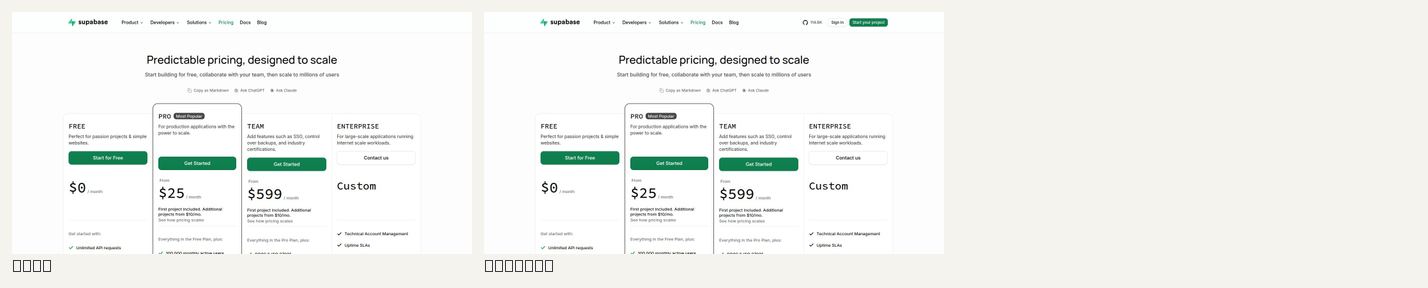 supabase Product Developers Solutions Pricing Docs Blog
Predictable pricing, designed to scale
Start building for free, collaborate with your team, then scale to millions of users
Copy as Markdown Ask ChatGPT Ask Claude
FREE
Perfect for passion projects & simple
websites.
Start for Free
$0 / month
Get started with:
Unlimited API requests
PRO Most Popular
For production applications with the
power to scale.
Get Started
From
$25 / month
First project included. Additional
projects from $10/mo.
See how pricing scales
Everything in the Free Plan, plus:
100,000 monthly active users
TEAM
Add features such as SSO, control
over backups, and industry
certifications.
Get Started
From
$599 / month
First project included. Additional
projects from $10/mo.
See how pricing scales
Everything in the Pro Plan, plus:
ENTERPRISE
For large-scale applications running
Internet scale workloads.
Contact us
Custom
Technical Account Management
Uptime SLAs
supabase Product Developers Solutions Pricing Docs Blog Sign in Start your project
Predictable pricing, designed to scale
Start building for free, collaborate with your team, then scale to millions of users
Copy as Markdown Ask ChatGPT Ask Claude
FREE
Perfect for passion projects & simple
websites.
Start for Free
$0 / month
Get started with:
Unlimited API requests
PRO Most Popular
For production applications with the
power to scale.
Get Started
From
$25 / month
First project included. Additional
projects from $10/mo.
See how pricing scales
Everything in the Free Plan, plus:
100,000 monthly active users
TEAM
Add features such as SSO, control
over backups, and industry
certifications.
Get Started
From
$599 / month
First project included. Additional
projects from $10/mo.
See how pricing scales
Everything in the Pro Plan, plus:
ENTERPRISE
For large-scale applications running
Internet scale workloads.
Contact us
Custom
Technical Account Management
Uptime SLAs